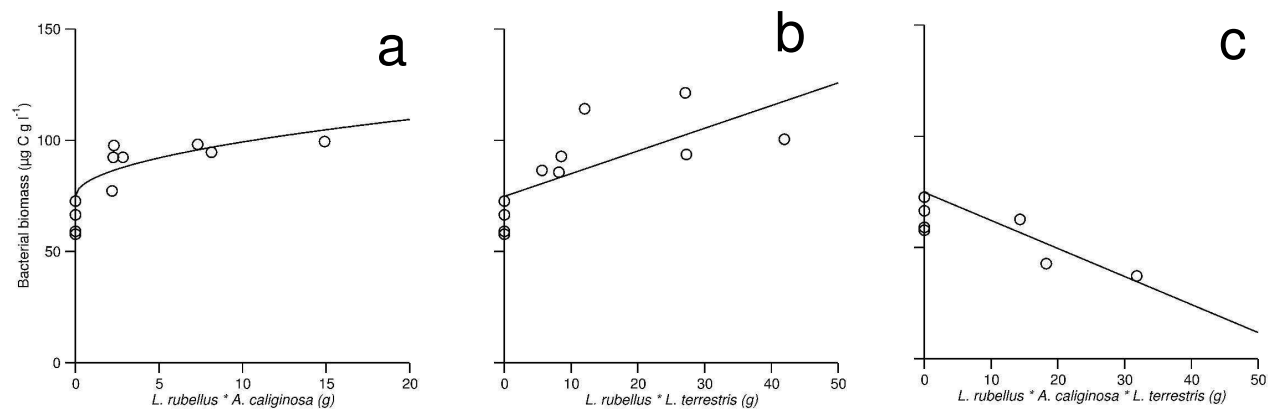 a
b
c
150
100
50
0
Bacterial biomass (µg C g l⁻¹)
0 5 10 15 20
L. rubellus * A. caliginosa (g)
0 10 20 30 40 50
L. rubellus * L. terrestris (g)
0 10 20 30 40 50
L. rubellus * A. caliginosa * L. terrestris (g)